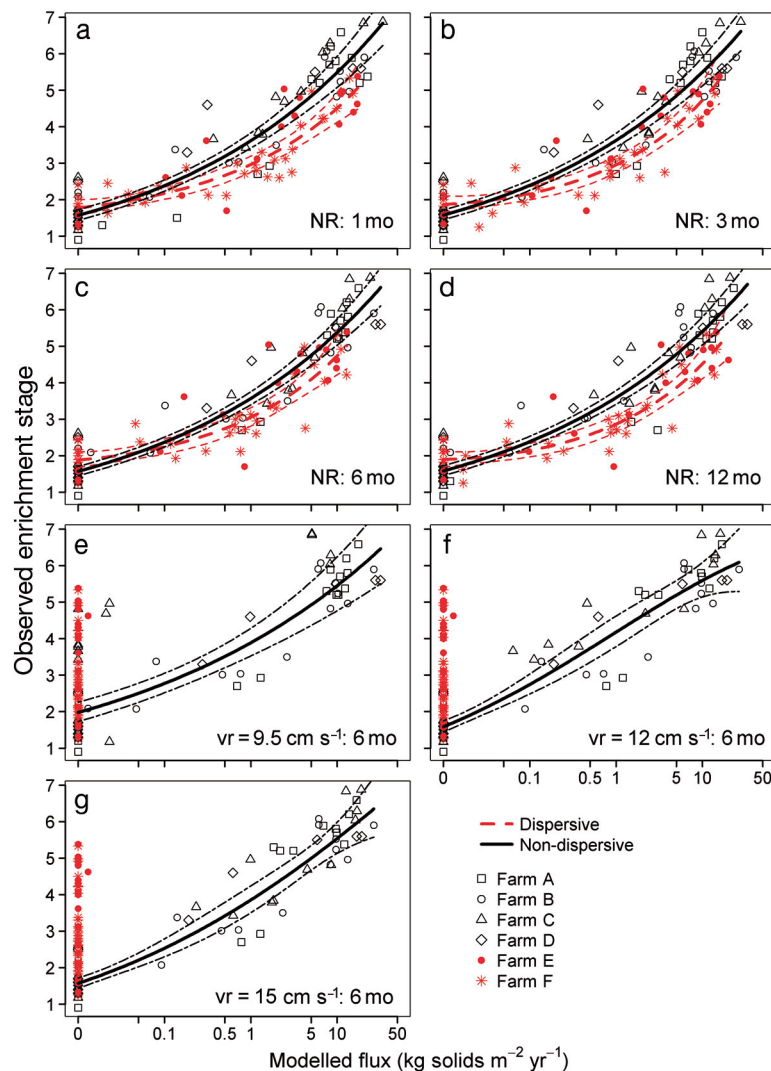 a
b
7
6
5
4
3
2
1
NR: 1 mo
NR: 3 mo
c
d
7
6
5
4
3
2
1
NR: 6 mo
NR: 12 mo
Observed enrichment stage
e
f
7
6
5
4
3
2
1
vr = 9.5 cm s⁻¹: 6 mo
vr = 12 cm s⁻¹: 6 mo
0 0.1 0.5 1 5 10 50
g
7
6
5
4
3
2
1
vr = 15 cm s⁻¹: 6 mo
0 0.1 0.5 1 5 10 50
Modelled flux (kg solids m⁻² yr⁻¹)
Dispersive
Non-dispersive
Farm A
Farm B
Farm C
Farm D
Farm E
Farm F